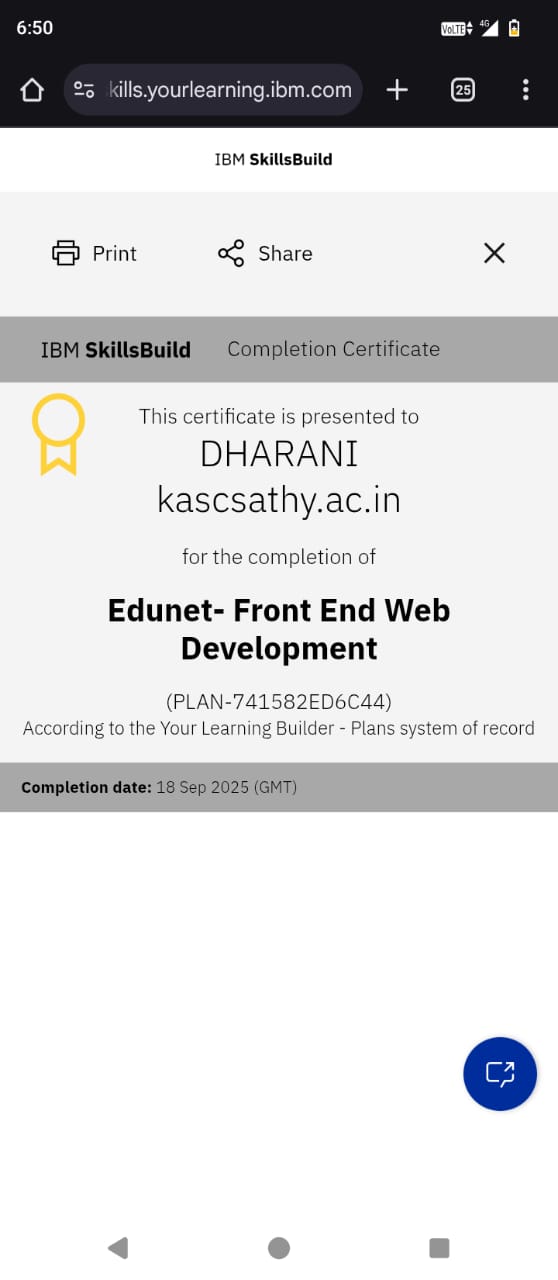 6:50
VoLTE 4G
kills.yourlearning.ibm.com
25
IBM SkillsBuild
Print
Share
IBM SkillsBuild Completion Certificate
This certificate is presented to
DHARANI
kascsathy.ac.in
for the completion of
Edunet- Front End Web
Development
(PLAN-741582ED6C44)
According to the Your Learning Builder - Plans system of record
Completion date: 18 Sep 2025 (GMT)